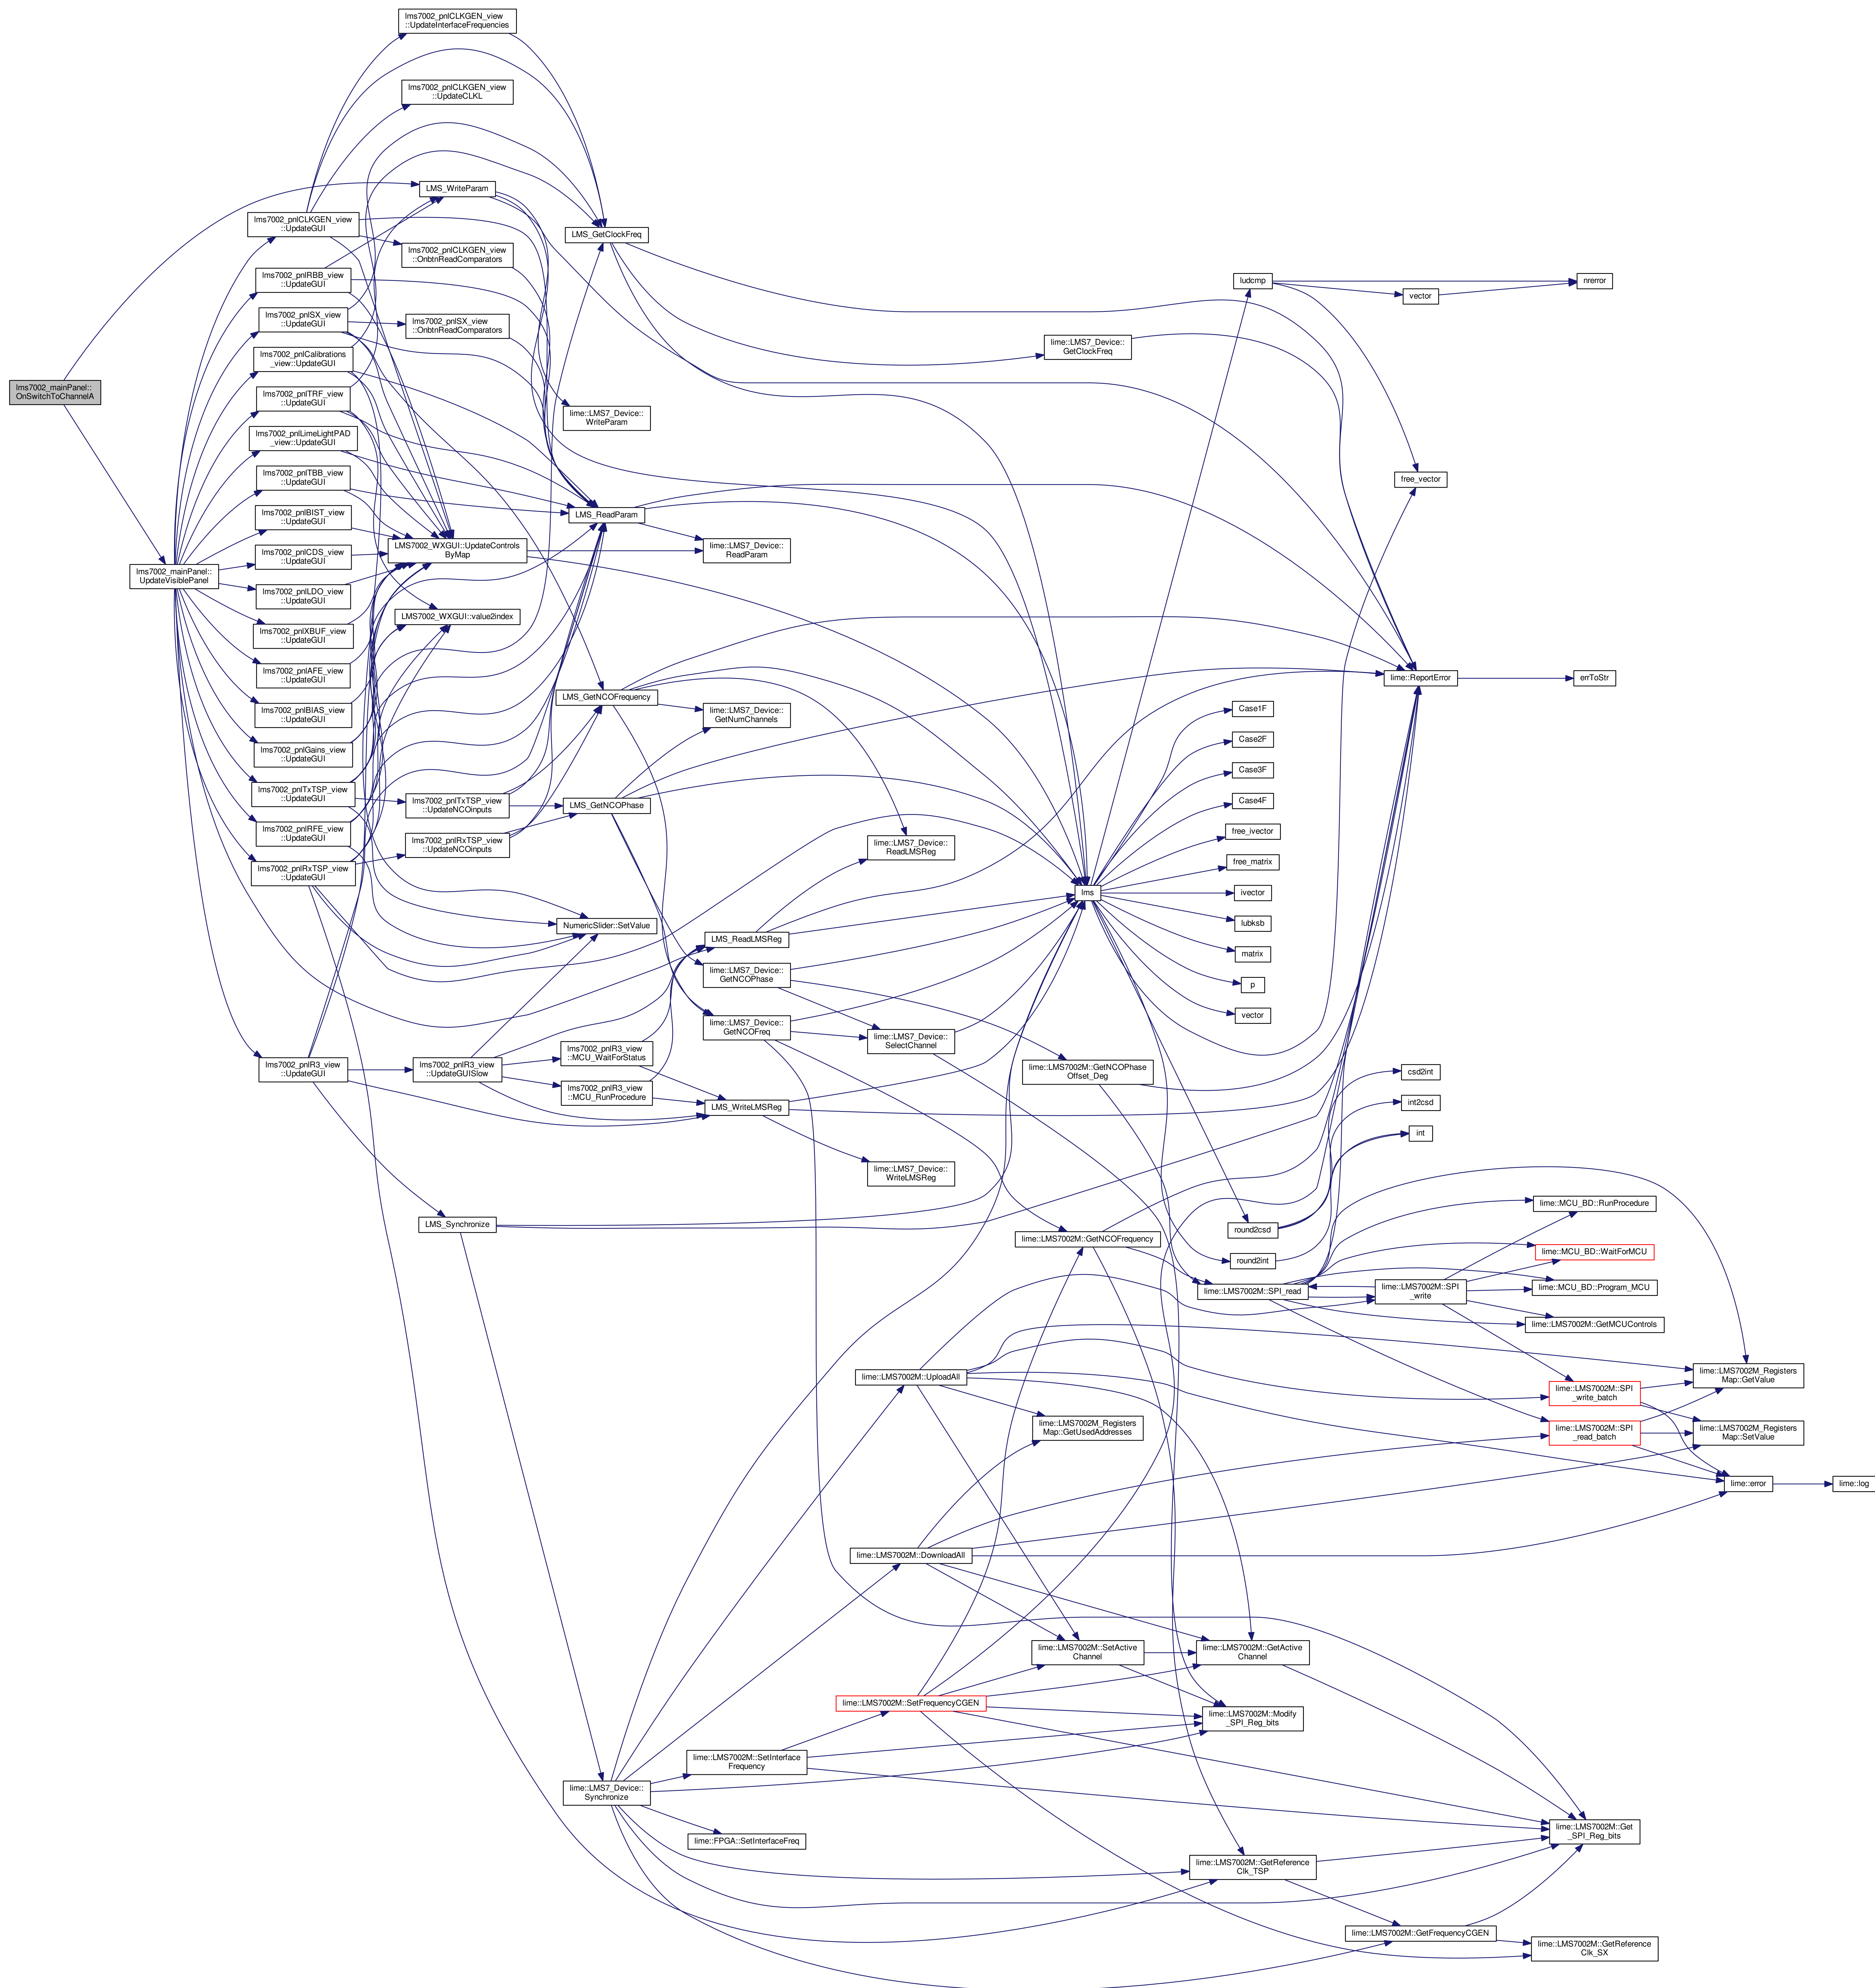 lms7002_pnlCLKGEN_view
::UpdateInterfaceFrequencies
lms7002_pnlCLKGEN_view
::UpdateCLKL
LMS_WriteParam
lms7002_pnlCLKGEN_view
::UpdateGUI
LMS_GetClockFreq
lms7002_pnlCLKGEN_view
::OnbtnReadComparators
lms7002_pnlRBB_view
::UpdateGUI
ludcmp
nrerror
vector
lms7002_pnlSX_view
::UpdateGUI
lms7002_pnlSX_view
::OnbtnReadComparators
lime::LMS7_Device::
GetClockFreq
lms7002_pnlCalibrations
_view::UpdateGUI
lms7002_mainPanel::
OnSwitchToChannelA
lms7002_pnlTRF_view
::UpdateGUI
lime::LMS7_Device::
WriteParam
lms7002_pnlLimeLightPAD
_view::UpdateGUI
lms7002_pnlTBB_view
::UpdateGUI
free_vector
lms7002_pnlBIST_view
::UpdateGUI
LMS_ReadParam
lms7002_pnlCDS_view
::UpdateGUI
LMS7002_WXGUI::UpdateControls
ByMap
lime::LMS7_Device::
ReadParam
lms7002_mainPanel::
UpdateVisiblePanel
lms7002_pnlLDO_view
::UpdateGUI
LMS7002_WXGUI::value2index
lms7002_pnlXBUF_view
::UpdateGUI
lms7002_pnlAFE_view
::UpdateGUI
lime::ReportError
errToStr
LMS_GetNCOFrequency
lms7002_pnlBIAS_view
::UpdateGUI
lime::LMS7_Device::
GetNumChannels
Case1F
Case2F
lms7002_pnlGains_view
::UpdateGUI
Case3F
lms7002_pnlTxTSP_view
::UpdateGUI
lms7002_pnlTxTSP_view
::UpdateNCOinputs
LMS_GetNCOPhase
Case4F
lms7002_pnlRFE_view
::UpdateGUI
free_ivector
lms7002_pnlRxTSP_view
::UpdateNCOinputs
lime::LMS7_Device::
ReadLMSReg
free_matrix
lms7002_pnlRxTSP_view
::UpdateGUI
lms
ivector
NumericSlider::SetValue
lubksb
LMS_ReadLMSReg
matrix
lime::LMS7_Device::
GetNCOPhase
p
vector
lime::LMS7_Device::
GetNCOFreq
lime::LMS7_Device::
SelectChannel
lms7002_pnlR3_view
::MCU_WaitForStatus
lms7002_pnlR3_view
::UpdateGUI
lms7002_pnlR3_view
::UpdateGUISlow
lime::LMS7002M::GetNCOPhase
Offset_Deg
csd2int
lms7002_pnlR3_view
::MCU_RunProcedure
LMS_WriteLMSReg
int2csd
int
lime::LMS7_Device::
WriteLMSReg
LMS_Synchronize
round2csd
lime::MCU_BD::RunProcedure
lime::LMS7002M::GetNCOFrequency
lime::MCU_BD::WaitForMCU
round2int
lime::LMS7002M::SPI_read
lime::LMS7002M::SPI
_write
lime::MCU_BD::Program_MCU
lime::LMS7002M::GetMCUControls
lime::LMS7002M::UploadAll
lime::LMS7002M_Registers
Map::GetValue
lime::LMS7002M::SPI
_write_batch
lime::LMS7002M_Registers
Map::GetUsedAddresses
lime::LMS7002M::SPI
_read_batch
lime::LMS7002M_Registers
Map::SetValue
lime::error
lime::log
lime::LMS7002M::DownloadAll
lime::LMS7002M::SetActive
Channel
lime::LMS7002M::GetActive
Channel
lime::LMS7002M::SetFrequencyCGEN
lime::LMS7002M::Modify
_SPI_Reg_bits
lime::LMS7002M::SetInterface
Frequency
lime::LMS7_Device::
Synchronize
lime::FPGA::SetInterfaceFreq
lime::LMS7002M::Get
_SPI_Reg_bits
lime::LMS7002M::GetReference
Clk_TSP
lime::LMS7002M::GetFrequencyCGEN
lime::LMS7002M::GetReference
Clk_SX